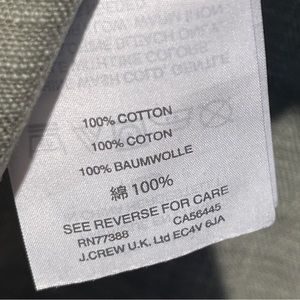 100% COTTON
100% COTON
100% BAUMWOLLE
綿 100%
SEE REVERSE FOR CARE
RN77388 CA56445
J.CREW U.K. Ltd EC4V 6JA